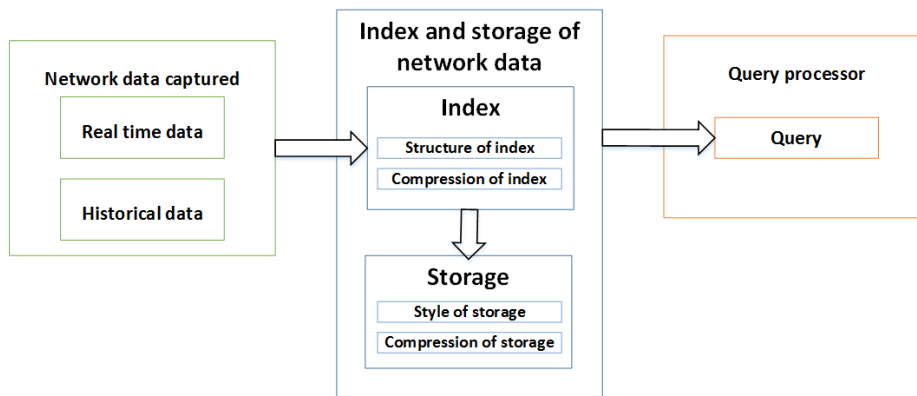 Network data captured
Real time data
Historical data
Index and storage of
network data
Index
Structure of index
Compression of index
Storage
Style of storage
Compression of storage
Query processor
Query